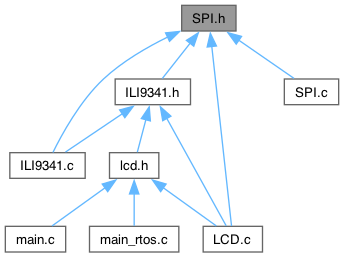 SPI.h
ILI9341.h
SPI.c
ILI9341.c
lcd.h
main.c
main_rtos.c
LCD.c